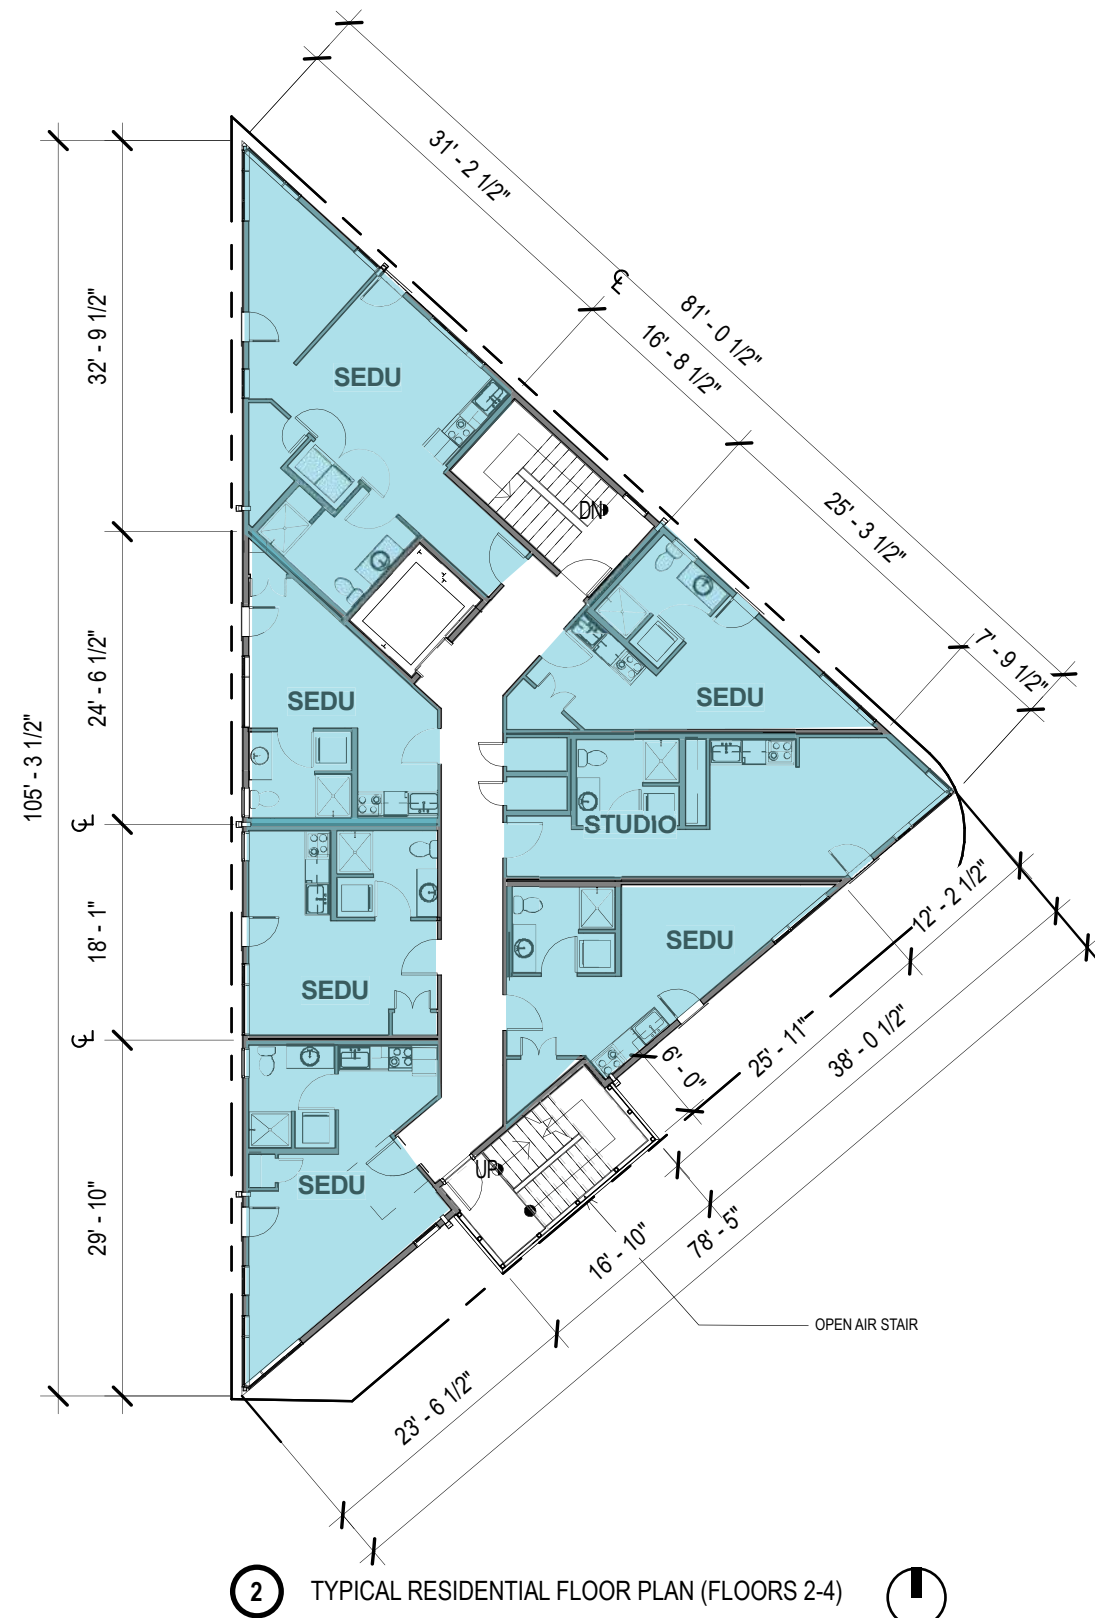 31' - 2 1/2"
℄
81' - 0 1/2"
16' - 8 1/2"
32' - 9 1/2"
SEDU
DN
25' - 3 1/2"
7' - 9 1/2"
24' - 6 1/2"
SEDU
SEDU
105' - 3 1/2"
℄
STUDIO
12' - 2 1/2"
18' - 1"
SEDU
SEDU
℄
25' - 11"
38' - 0 1/2"
6' - 0"
29' - 10"
SEDU
UP
16' - 10"
78' - 5"
OPEN AIR STAIR
23' - 6 1/2"
2 TYPICAL RESIDENTIAL FLOOR PLAN (FLOORS 2-4)